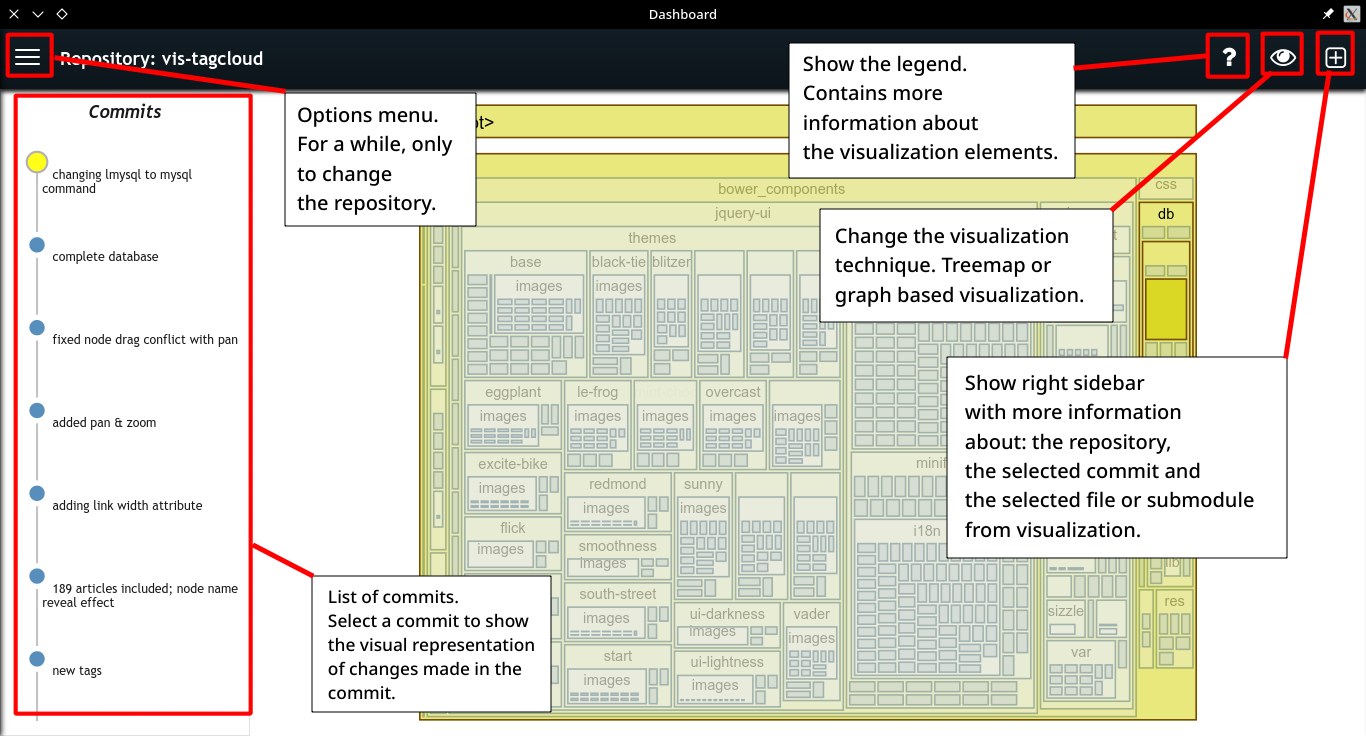 Dashboard
Repository: vis-tagcloud
?
Commits
changing lmysql to mysql
command
complete database
fixed node drag conflict with pan
added pan & zoom
adding link width attribute
189 articles included; node name
reveal effect
new tags
Options menu.
For a while, only
to change
the repository.
Show the legend.
Contains more
information about
the visualization elements.
Change the visualization
technique. Treemap or
graph based visualization.
Show right sidebar
with more information
about: the repository,
the selected commit and
the selected file or submodule
from visualization.
List of commits.
Select a commit to show
the visual representation
of changes made in the
commit.
bower_components
css
jquery-ui
db
themes
base
black-tie
blitzer
images
images
eggplant
le-frog
overcast
images
images
images
images
images
excite-bike
images
redmond
images
sunny
images
flick
images
smoothness
images
south-street
images
ui-darkness
images
vader
images
start
images
ui-lightness
images
i18n
lib
sizzle
res
var